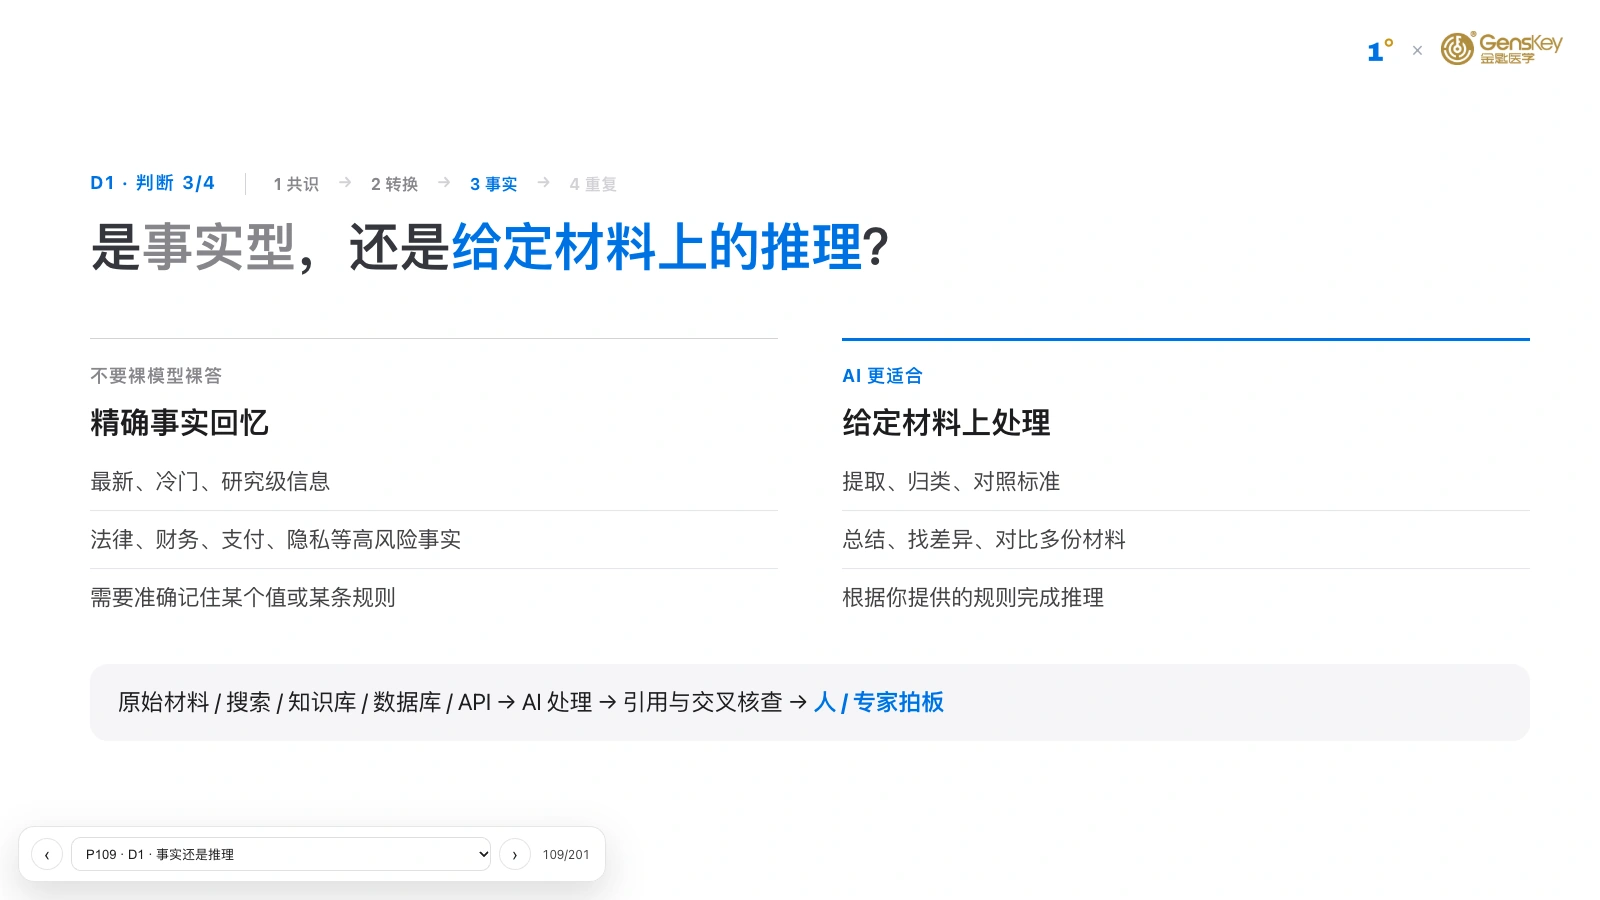 1° × GensKey®
金匙医学
D1 · 判断 3/4 1 共识 → 2 转换 → 3 事实 → 4 重复
是事实型，还是给定材料上的推理？
不要裸模型裸答
精确事实回忆
最新、冷门、研究级信息
法律、财务、支付、隐私等高风险事实
需要准确记住某个值或某条规则
AI 更适合
给定材料上处理
提取、归类、对照标准
总结、找差异、对比多份材料
根据你提供的规则完成推理
原始材料 / 搜索 / 知识库 / 数据库 / API → AI 处理 → 引用与交叉核查 → 人 / 专家拍板
‹ P109 · D1 · 事实还是推理 › 109/201